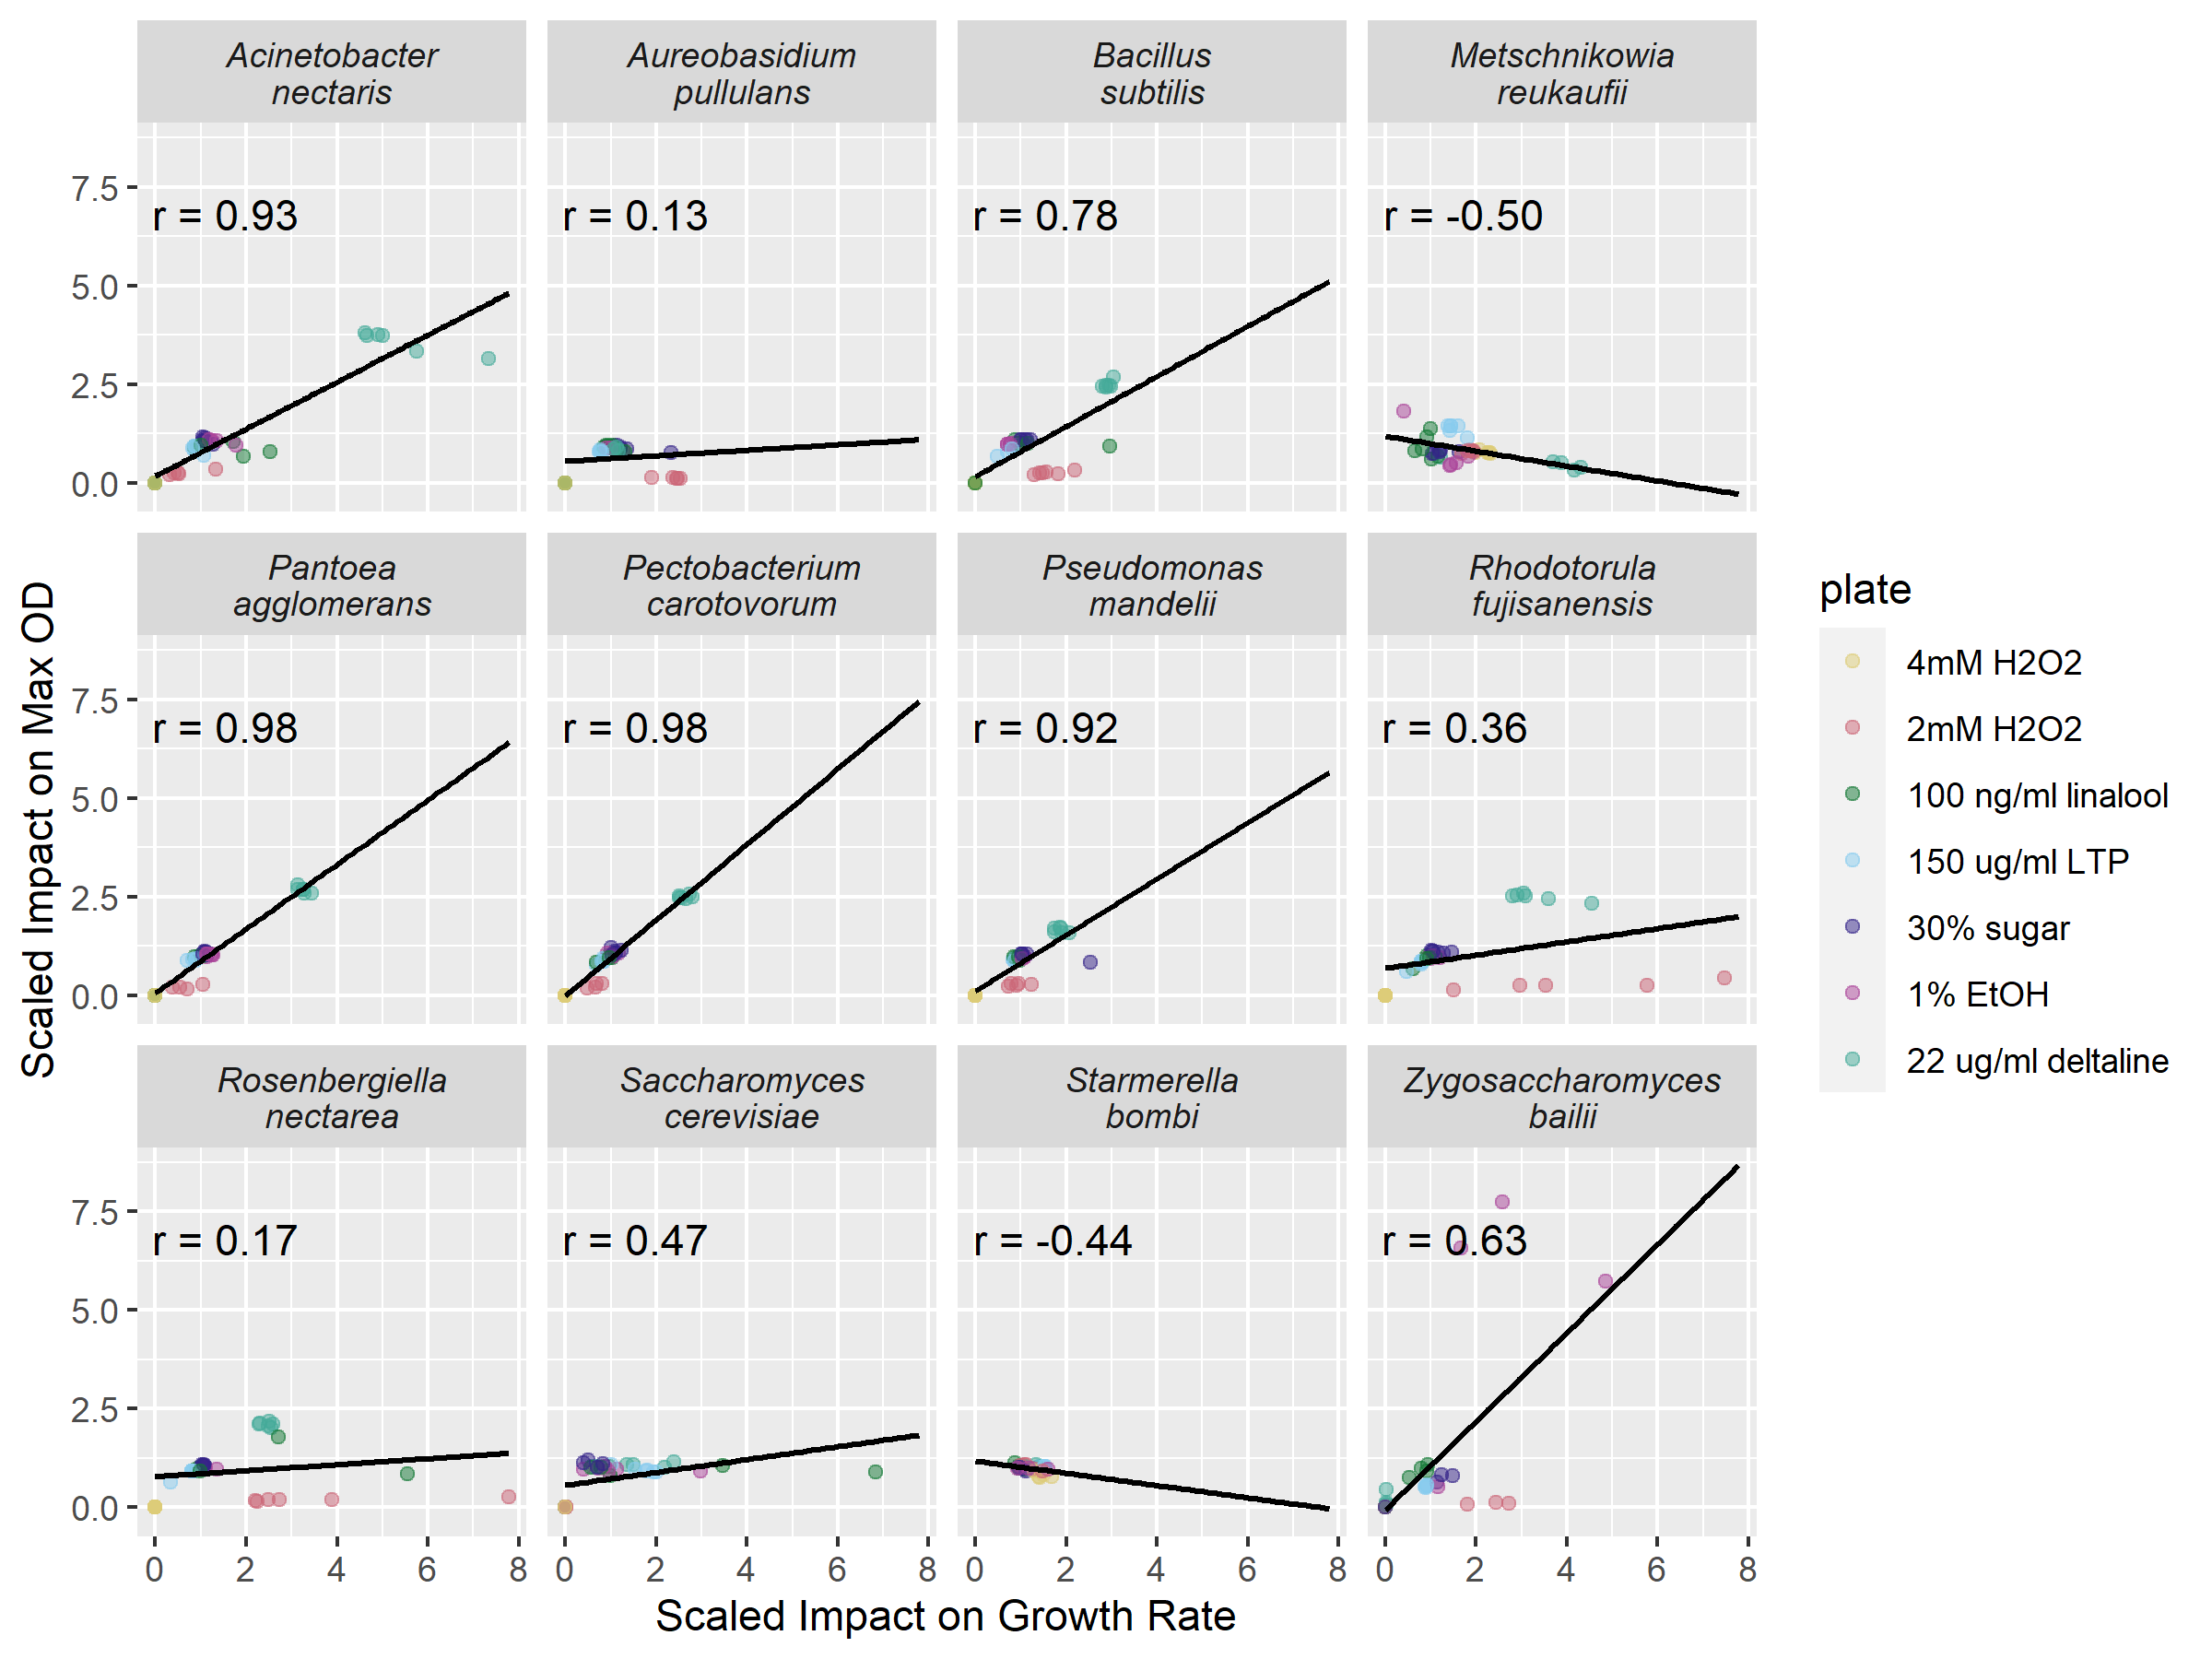 Acinetobacter
nectaris
Aureobasidium
pullulans
Bacillus
subtilis
Metschnikowia
reukaufii
7.5
5.0
2.5
0.0
r = 0.93
r = 0.13
r = 0.78
r = -0.50
Pantoea
agglomerans
Pectobacterium
carotovorum
Pseudomonas
mandelii
Rhodotorula
fujisanensis
7.5
5.0
2.5
0.0
r = 0.98
r = 0.98
r = 0.92
r = 0.36
Rosenbergiella
nectarea
Saccharomyces
cerevisiae
Starmerella
bombi
Zygosaccharomyces
bailii
7.5
5.0
2.5
0.0
r = 0.17
r = 0.47
r = -0.44
r = 0.63
0 2 4 6 8
0 2 4 6 8
0 2 4 6 8
0 2 4 6 8
Scaled Impact on Growth Rate
Scaled Impact on Max OD
plate
4mM H2O2
2mM H2O2
100 ng/ml linalool
150 ug/ml LTP
30% sugar
1% EtOH
22 ug/ml deltaline